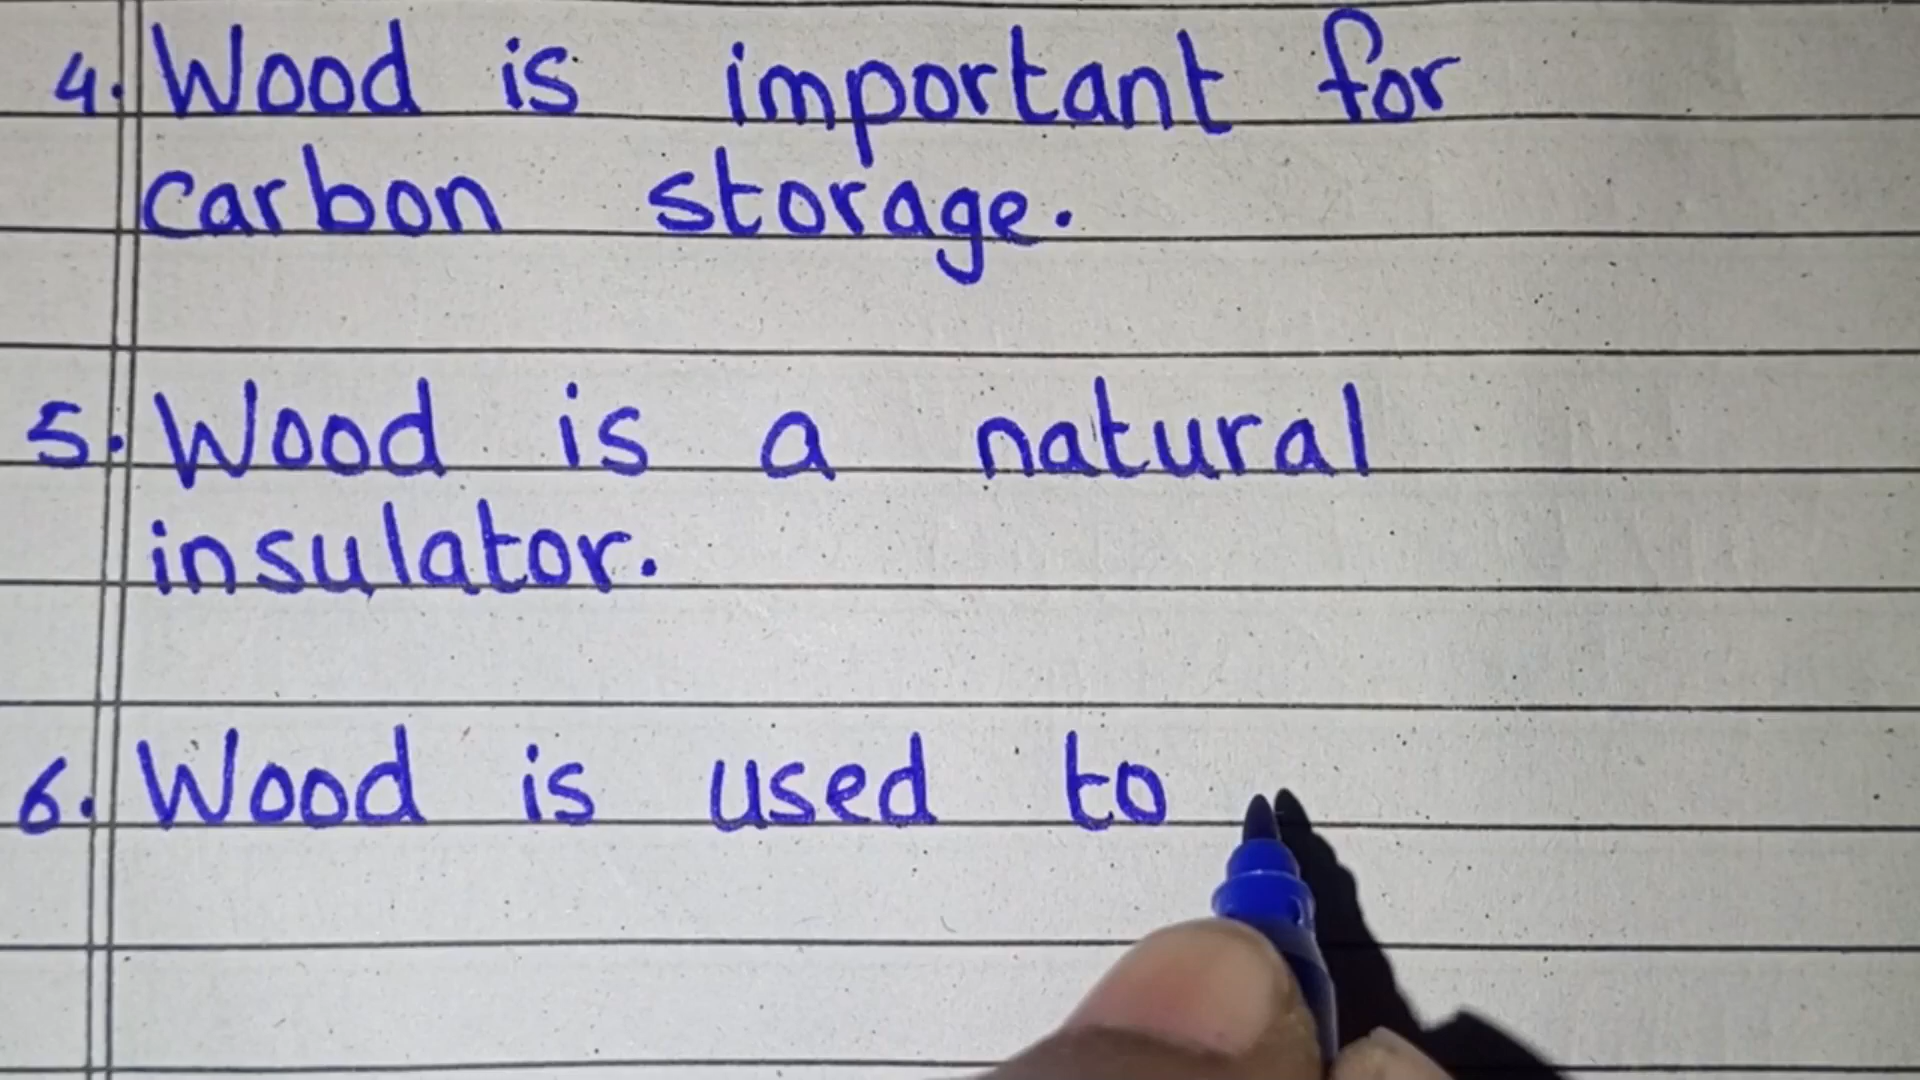 4. Wood is important for
carbon storage.
5. Wood is a natural
insulator.
6. Wood is used to